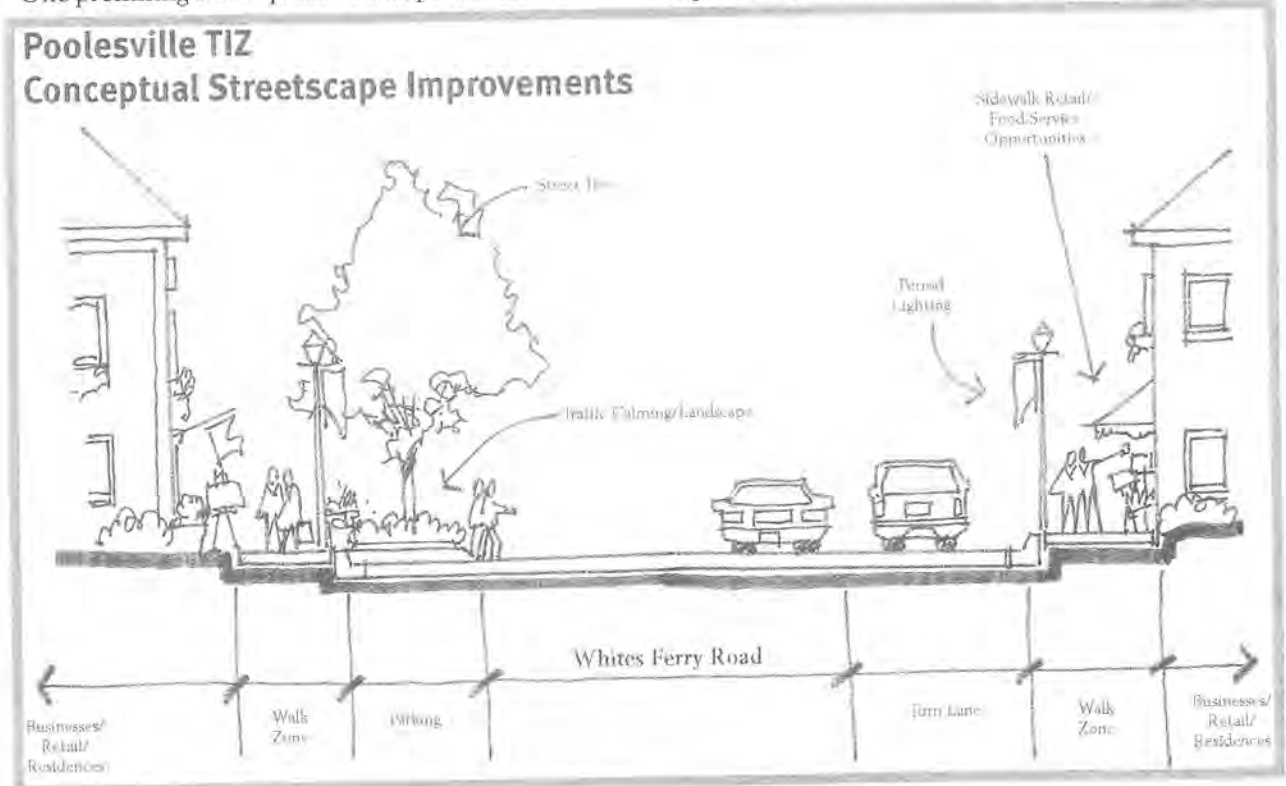 Poolesville TIZ
Conceptual Streetscape Improvements
Sidewalk Retail/
Food Service
Opportunities
Street Tree
Period
Lighting
Traffic Calming/Landscape
Whites Ferry Road
Businesses/
Retail/
Residences
Walk
Zone
Parking
Turn Lane
Walk
Zone
Businesses/
Retail/
Residences